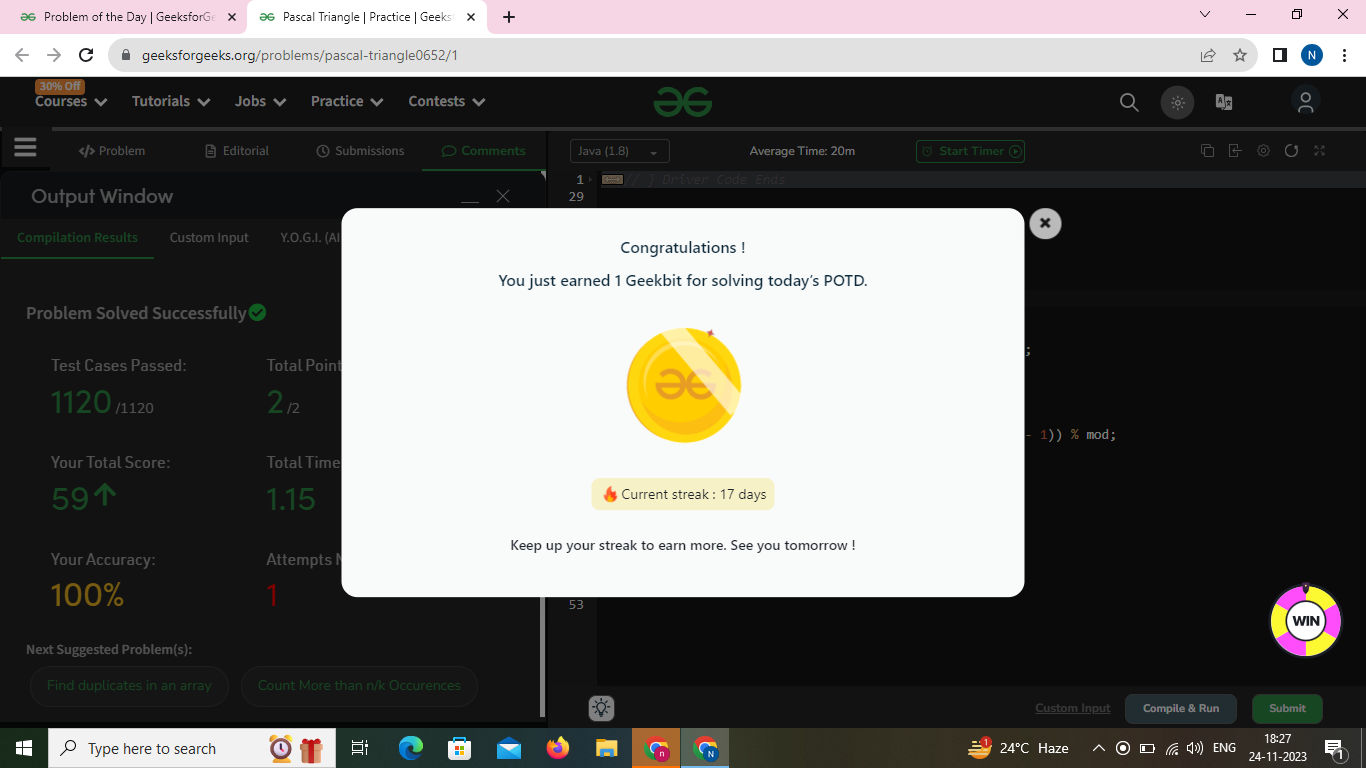 Problem of the Day | GeeksforGe
Pascal Triangle | Practice | Geeks
geeksforgeeks.org/problems/pascal-triangle0652/1
N
30% Off
Courses
Tutorials
Jobs
Practice
Contests
</> Problem
Editorial
Submissions
Comments
Java (1.8)
Average Time: 20m
Start Timer
1
// } Driver Code Ends
29
Output Window
Compilation Results
Custom Input
Y.O.G.I. (AI
Congratulations !
You just earned 1 Geekbit for solving today's POTD.
Problem Solved Successfully
Test Cases Passed:
Total Point
1120 /1120
2 /2
;
- 1)) % mod;
Your Total Score:
Total Time
59
1.15
Current streak : 17 days
Keep up your streak to earn more. See you tomorrow !
Your Accuracy:
Attempts N
100%
1
53
WIN
Next Suggested Problem(s):
Find duplicates in an array
Count More than n/k Occurences
Custom Input
Compile & Run
Submit
Type here to search
n
N
1
24°C Haze
ENG
18:27
24-11-2023
1